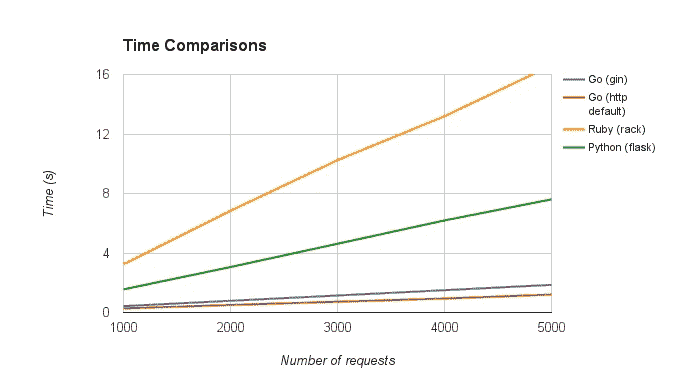 Time Comparisons
16
12
8
4
0
Time (s)
1000
2000
3000
4000
5000
Number of requests
Go (gin)
Go (http
default)
Ruby (rack)
Python (flask)